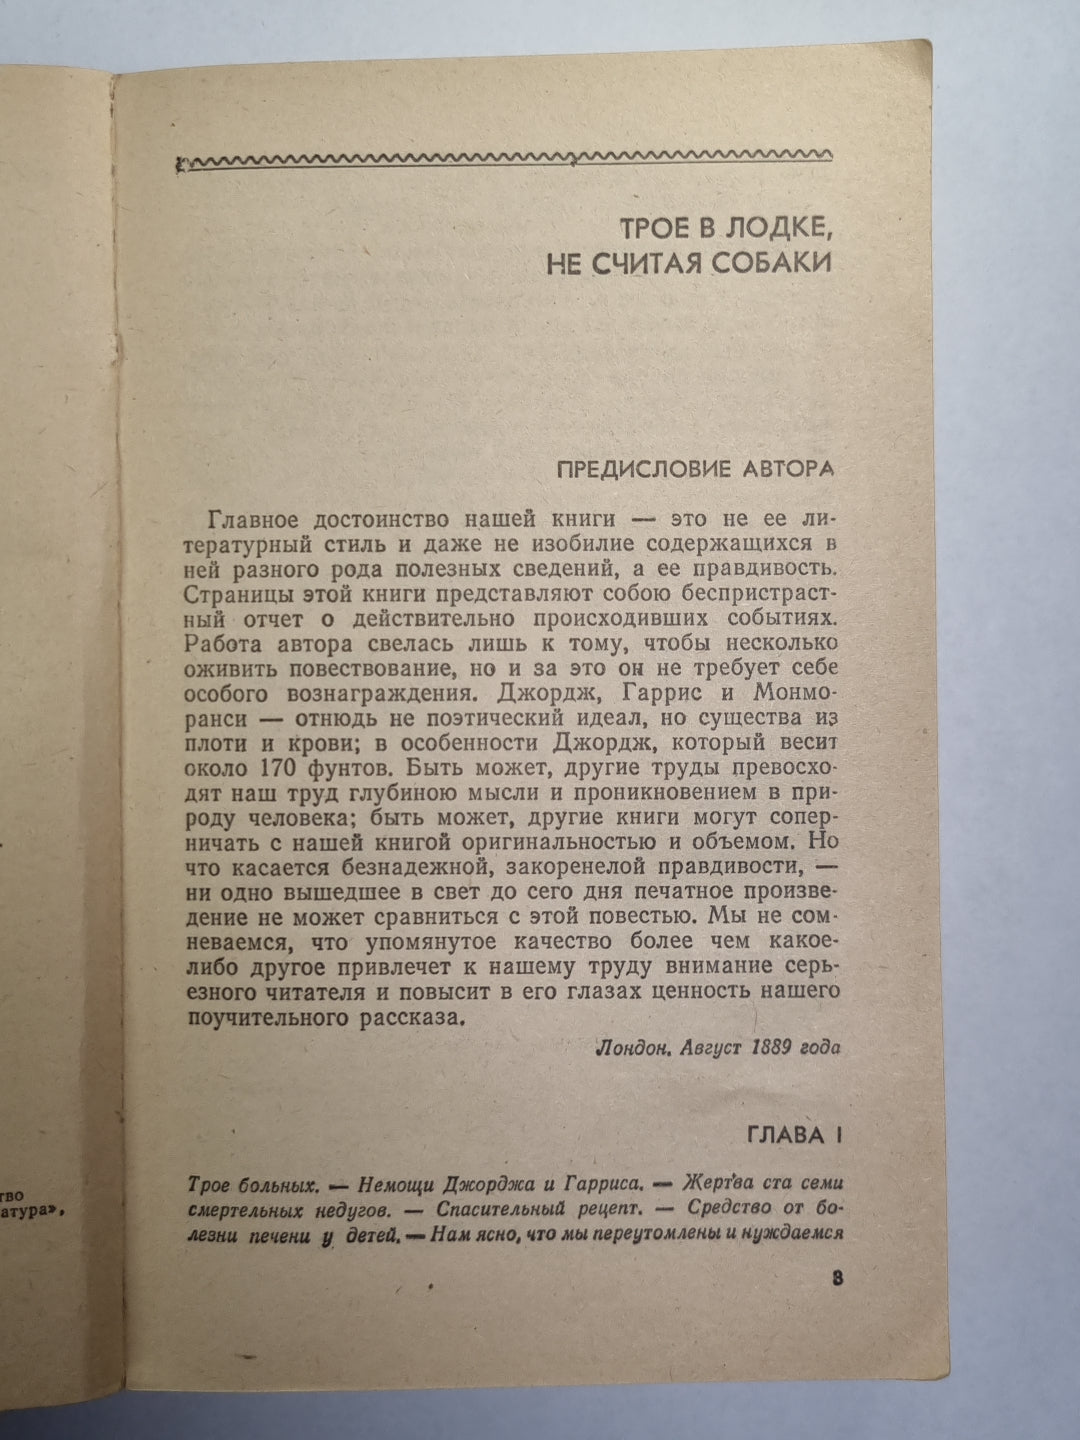 ТРОЕ В ЛОДКЕ,
НЕ СЧИТАЯ СОБАКИ
ПРЕДИСЛОВИЕ АВТОРА
Главное достоинство нашей книги — это не ее ли-
тературный стиль и даже не изобилие содержащихся в
ней разного рода полезных сведений, а ее правдивость.
Страницы этой книги представляют собою беспристраст-
ный отчет о действительно происходивших событиях.
Работа автора свелась лишь к тому, чтобы несколько
оживить повествование, но и за это он не требует себе
особого вознаграждения. Джордж, Гаррис и Монмо-
ранси — отнюдь не поэтический идеал, но существа из
плоти и крови; в особенности Джордж, который весит
около 170 фунтов. Быть может, другие труды превосхо-
дят наш труд глубиною мысли и проникновением в при-
роду человека; быть может, другие книги могут сопер-
ничать с нашей книгой оригинальностью и объемом. Но
что касается безнадежной, закоренелой правдивости, —
ни одно вышедшее в свет до сего дня печатное произве-
дение не может сравниться с этой повестью. Мы не сом-
неваемся, что упомянутое качество более чем какое-
либо другое привлечет к нашему труду внимание серь-
езного читателя и повысит в его глазах ценность нашего
поучительного рассказа.
Лондон. Август 1889 года
ГЛАВА I
Трое больных. — Немощи Джорджа и Гарриса. — Жертва ста семи
смертельных недугов. — Спасительный рецепт. — Средство от бо-
лезни печени у детей. — Нам ясно, что мы переутомлены и нуждаемся
3
тво
атура»,